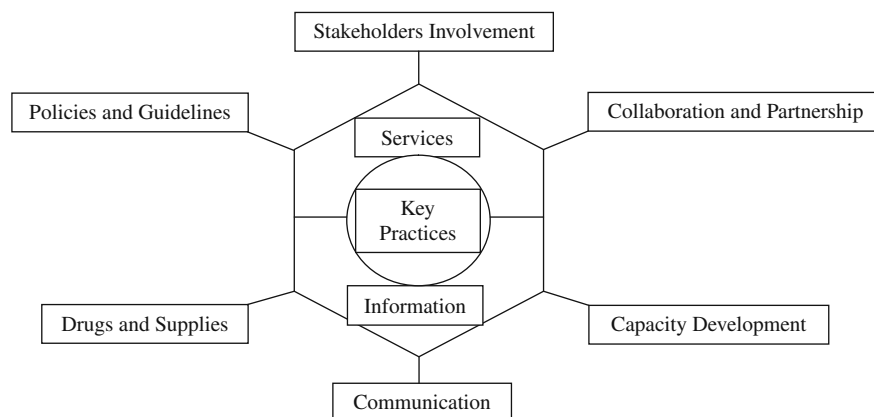 Stakeholders Involvement
Policies and Guidelines
Collaboration and Partnership
Services
Key
Practices
Information
Drugs and Supplies
Capacity Development
Communication